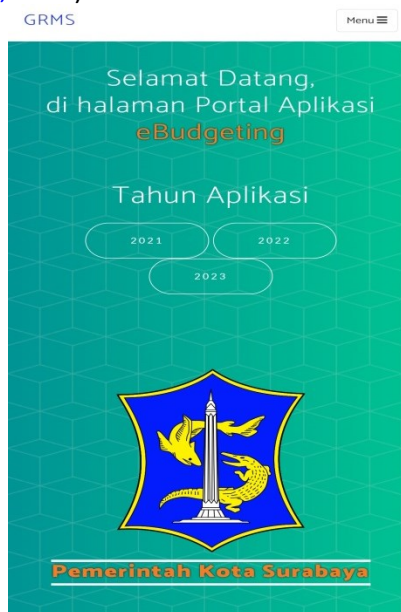 GRMS
Menu
Selamat Datang,
di halaman Portal Aplikasi
eBudgeting
Tahun Aplikasi
2021
2022
2023
Pemerintah Kota Surabaya